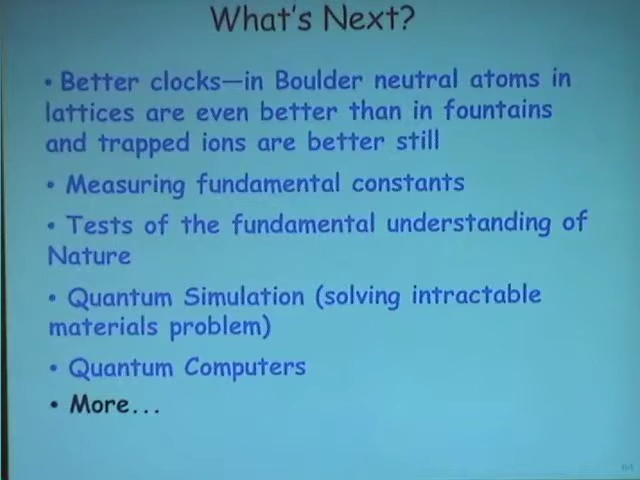 What's Next?
• Better clocks—in Boulder neutral atoms in
lattices are even better than in fountains
and trapped ions are better still
• Measuring fundamental constants
• Tests of the fundamental understanding of
Nature
• Quantum Simulation (solving intractable
materials problem)
• Quantum Computers
• More...